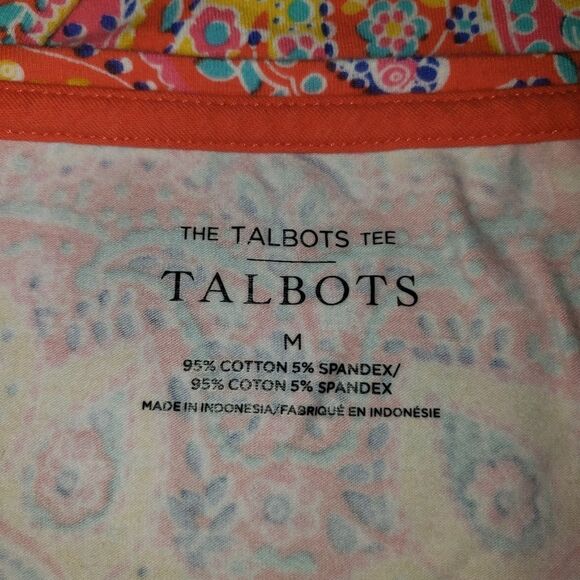 THE TALBOTS TEE
TALBOTS
M
95% COTTON 5% SPANDEX/
95% COTON 5% SPANDEX
MADE IN INDONESIA/FABRIQUÉ EN INDONÉSIE